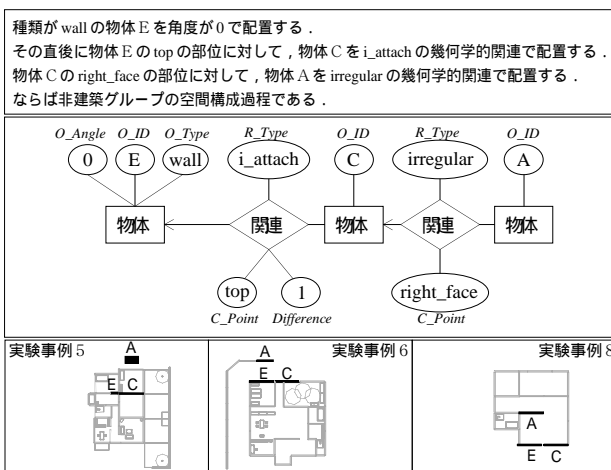 種類が wall の物体 E を角度が 0 で配置する．
その直後に物体 E の top の部位に対して，物体 C を i_attach の幾何学的関連で配置する．
物体 C の right_face の部位に対して，物体 A を irregular の幾何学的関連で配置する．
ならば非建築グループの空間構成過程である．
O_Angle O_ID O_Type R_Type O_ID R_Type O_ID
0 E wall i_attach C irregular A
物体 関連 物体 関連 物体
top 1 right_face
C_Point Difference C_Point
実験事例5 実験事例6 実験事例8
A
E C
A
E C
A
E C